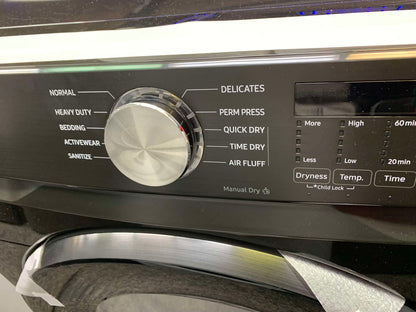 NORMAL
HEAVY DUTY
BEDDING
ACTIVEWEAR
SANITIZE
DELICATES
PERM PRESS
QUICK DRY
TIME DRY
AIR FLUFF
Manual Dry
More High 60 min
Less Low 20 min
Dryness Temp. Time
*Child Lock